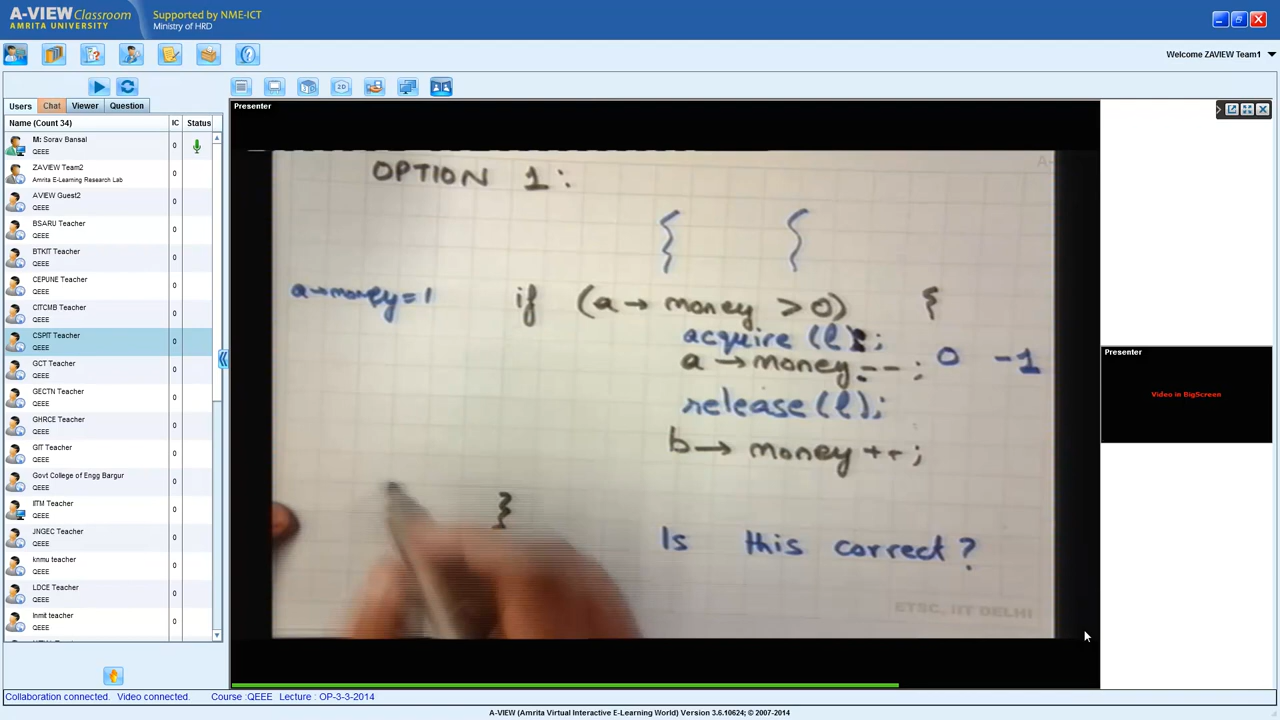 A-VIEW Classroom
AMRITA UNIVERSITY
Supported by NME-ICT
Ministry of HRD
Welcome ZAVIEW Team1
Users Chat Viewer Question
Name (Count 34) IC Status
M: Sorav Bansal
QEEE 0
ZAVIEW Team2
Amrita E-Learning Research Lab 0
AVIEW Guest2
QEEE 0
BSARU Teacher
QEEE 0
BTKIT Teacher
QEEE 0
CEPUNE Teacher
QEEE 0
CITCMB Teacher
QEEE 0
CSPIT Teacher
QEEE 0
GCT Teacher
QEEE 0
GECTN Teacher
QEEE 0
GHRCE Teacher
QEEE 0
GIT Teacher
QEEE 0
Govt College of Engg Bargur
QEEE 0
IITM Teacher
QEEE 0
JNGEC Teacher
QEEE 0
knmu Teacher
QEEE 0
LDCE Teacher
QEEE 0
lnmit teacher
QEEE 0
Presenter
OPTION 1:
{ {
a→money=1 if (a→ money >0) {
acquire (l);
a→money--; 0 -1
release(l);
b→ money++;
}
Is this correct?
ETSC, IIT DELHI
Presenter
Video in BigScreen
Collaboration connected. Video connected. Course :QEEE Lecture : OP-3-3-2014
A-VIEW (Amrita Virtual Interactive E-Learning World) Version 3.6.10624; © 2007-2014